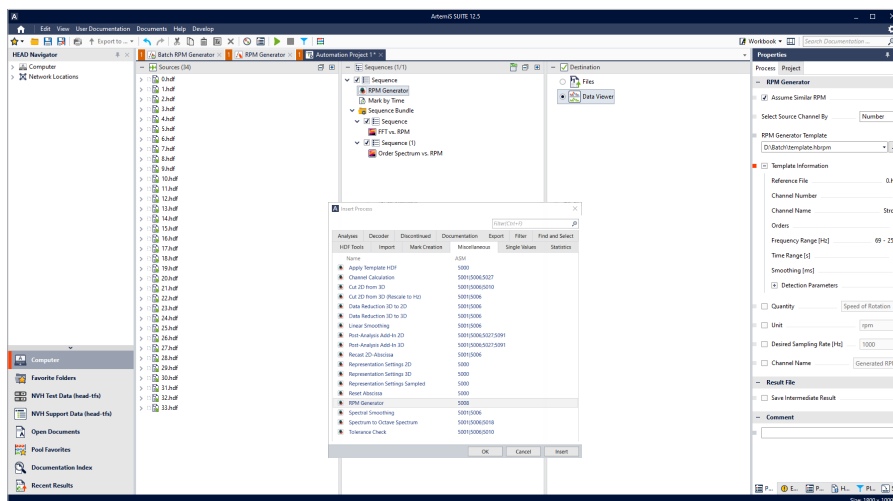 ArtemiS SUITE 12.5
Edit View User Documentation Documents Help Develop
Export to ...
Workbook
Search Documentation ...
HEAD Navigator
Batch RPM Generator
RPM Generator
Automation Project 1*
Properties
Computer
Network Locations
Sources (34)
0.hdf
1.hdf
2.hdf
3.hdf
4.hdf
5.hdf
6.hdf
7.hdf
8.hdf
9.hdf
10.hdf
11.hdf
12.hdf
13.hdf
14.hdf
15.hdf
16.hdf
17.hdf
18.hdf
19.hdf
20.hdf
21.hdf
22.hdf
23.hdf
24.hdf
25.hdf
26.hdf
27.hdf
28.hdf
29.hdf
30.hdf
31.hdf
32.hdf
33.hdf
Sequences (1/1)
Sequence
RPM Generator
Mark by Time
Sequence Bundle
Sequence
FFT vs. RPM
Sequence (1)
Order Spectrum vs. RPM
Destination
Files
Data Viewer
Insert Process
Filter(Ctrl+F)
Analyses Decoder Discontinued Documentation Export Filter Find and Select
HDF Tools Import Mark Creation Miscellaneous Single Values Statistics
Name ASM
Apply Template HDF 5000
Channel Calculation 5001|5006;5027
Cut 2D from 3D 5001|5006;5010
Cut 2D from 3D (Rescale to Hz) 5001|5006
Data Reduction 3D to 2D 5001|5006
Data Reduction 3D to 3D 5001|5006
Linear Smoothing 5001|5006
Post-Analysis Add-In 2D 5001|5006;5027;5091
Post-Analysis Add-In 3D 5001|5006;5027;5091
Recast 2D-Abscissa 5001|5006
Representation Settings 2D 5000
Representation Settings 3D 5000
Representation Settings Sampled 5000
Reset Abscissa 5000
RPM Generator 5008
Spectral Smoothing 5001|5006
Spectrum to Octave Spectrum 5001|5006;5018
Tolerance Check 5001|5006;5010
OK Cancel Insert
Process Project
RPM Generator
Assume Similar RPM
Select Source Channel By Number
RPM Generator Template
D:\Batch\template.hbrpm
Template Information
Reference File 0.h
Channel Number
Channel Name Stro
Orders
Frequency Range [Hz] 69 - 25
Time Range [s]
Smoothing [ms]
Detection Parameters
Quantity Speed of Rotation
Unit rpm
Desired Sampling Rate [Hz] 1000
Channel Name Generated RP
Result File
Save Intermediate Result
Comment
Computer
Favorite Folders
NVH Test Data (head-tfs)
NVH Support Data (head-tfs)
Open Documents
Pool Favorites
Documentation Index
Recent Results
P... E... P... H... Pl...